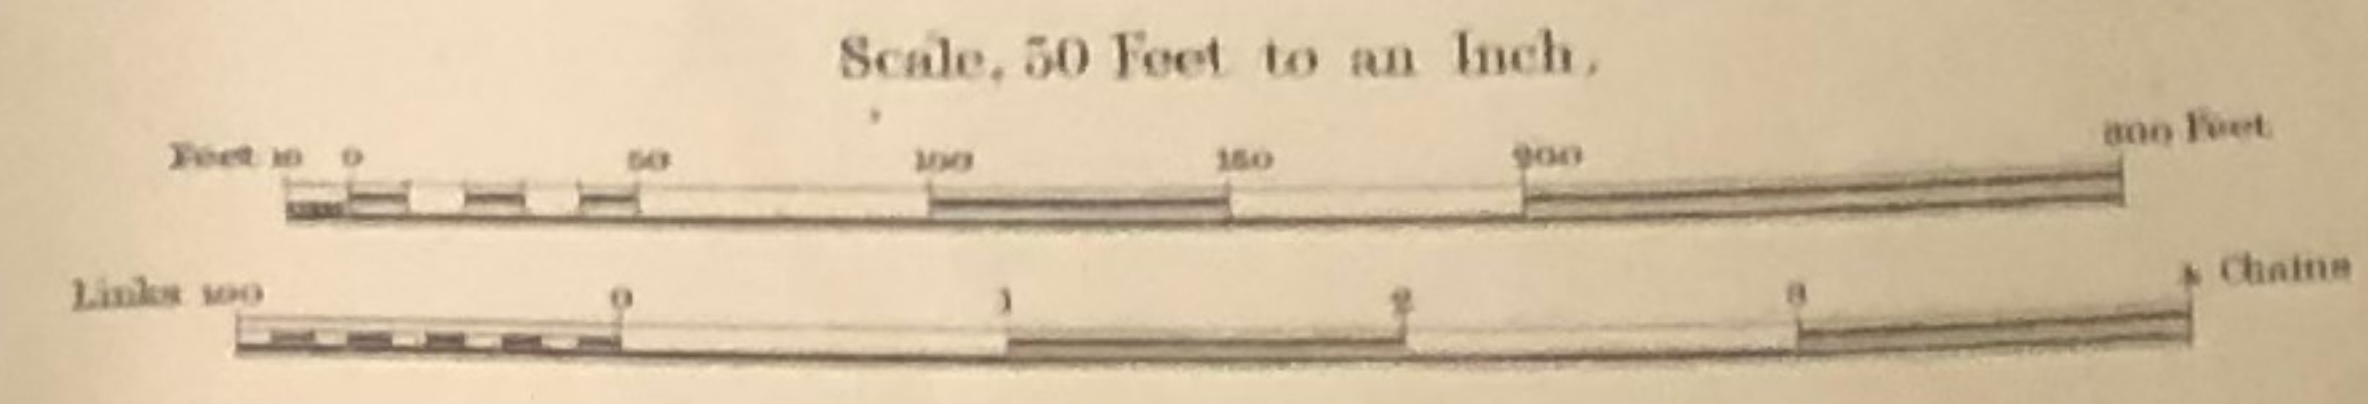 Scale, 50 Feet to an Inch.
Feet 10 0 50 100 150 200 300 Feet
Links 100 0 1 2 3 4 Chains